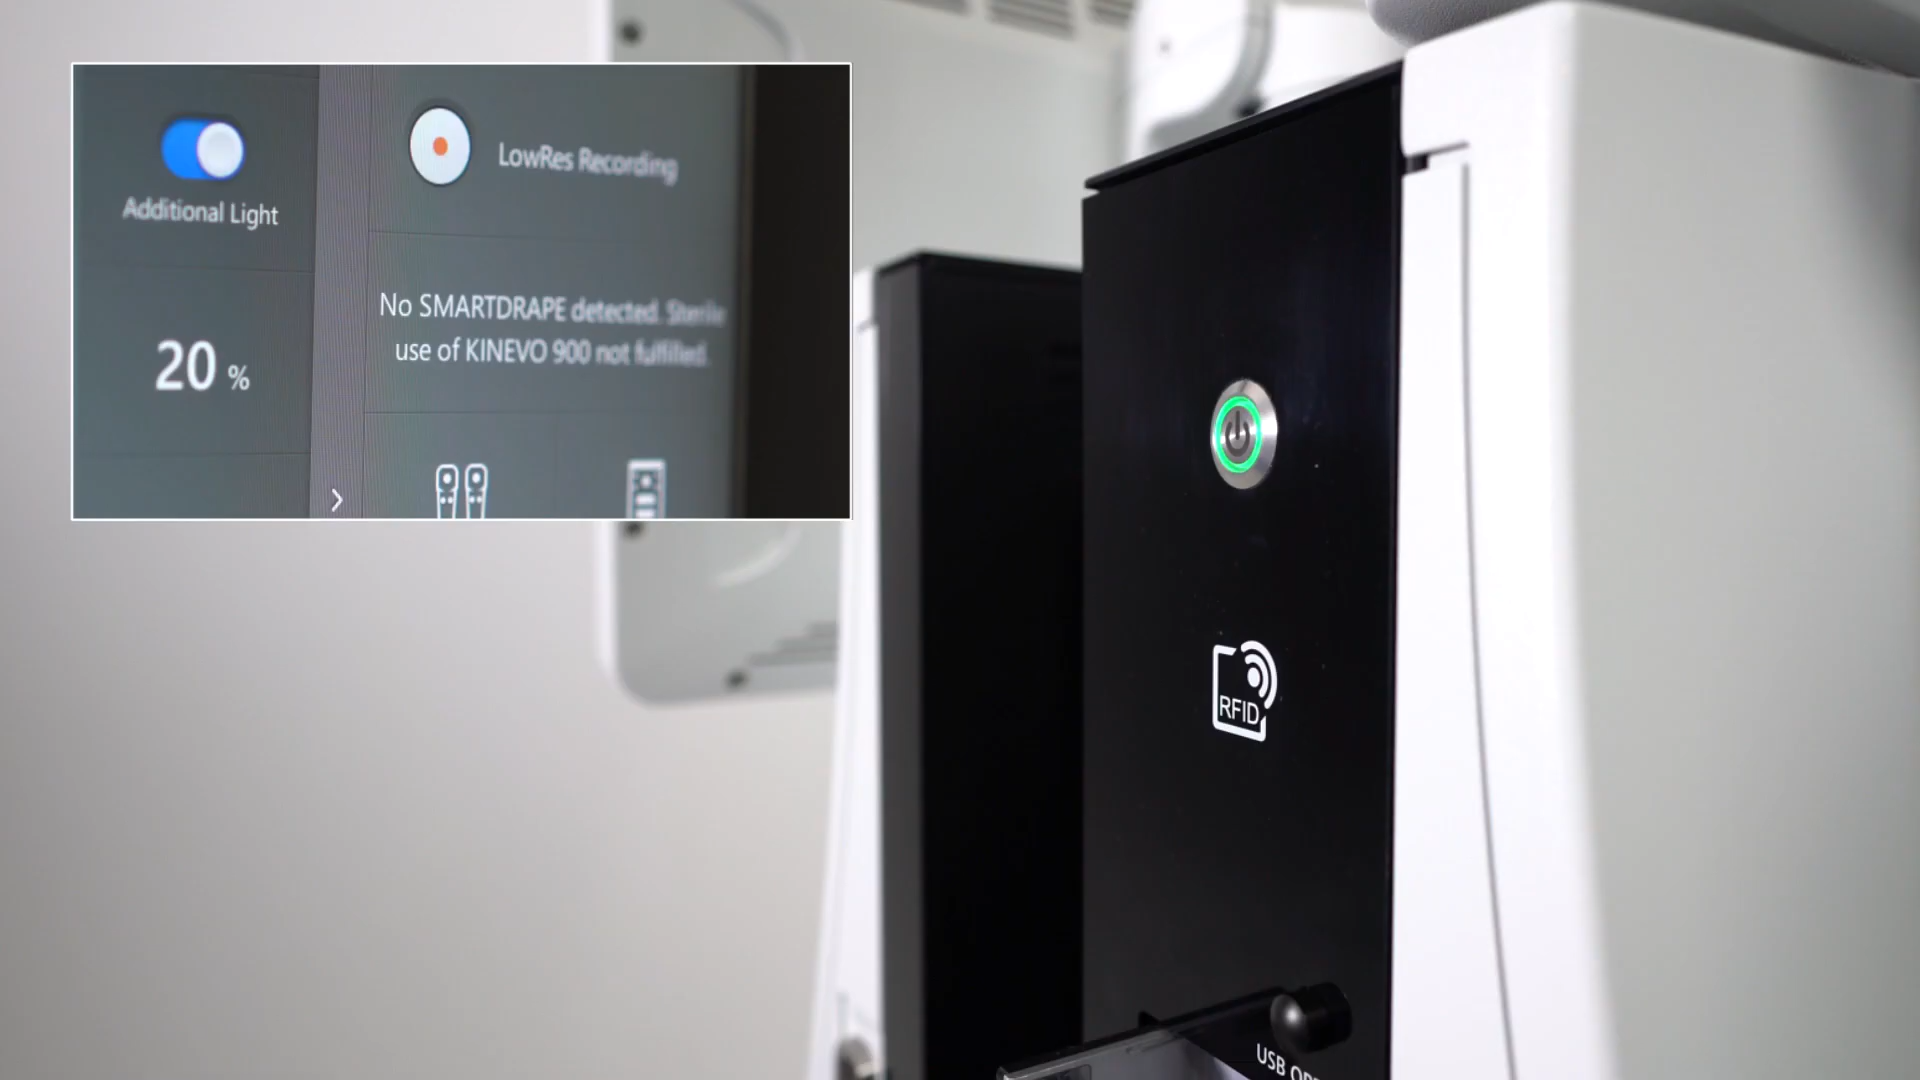 LowRes Recording
Additional Light
No SMARTDRAPE detected. Sterile
use of KINEVO 900 not fulfilled.
20 %
RFID
USB